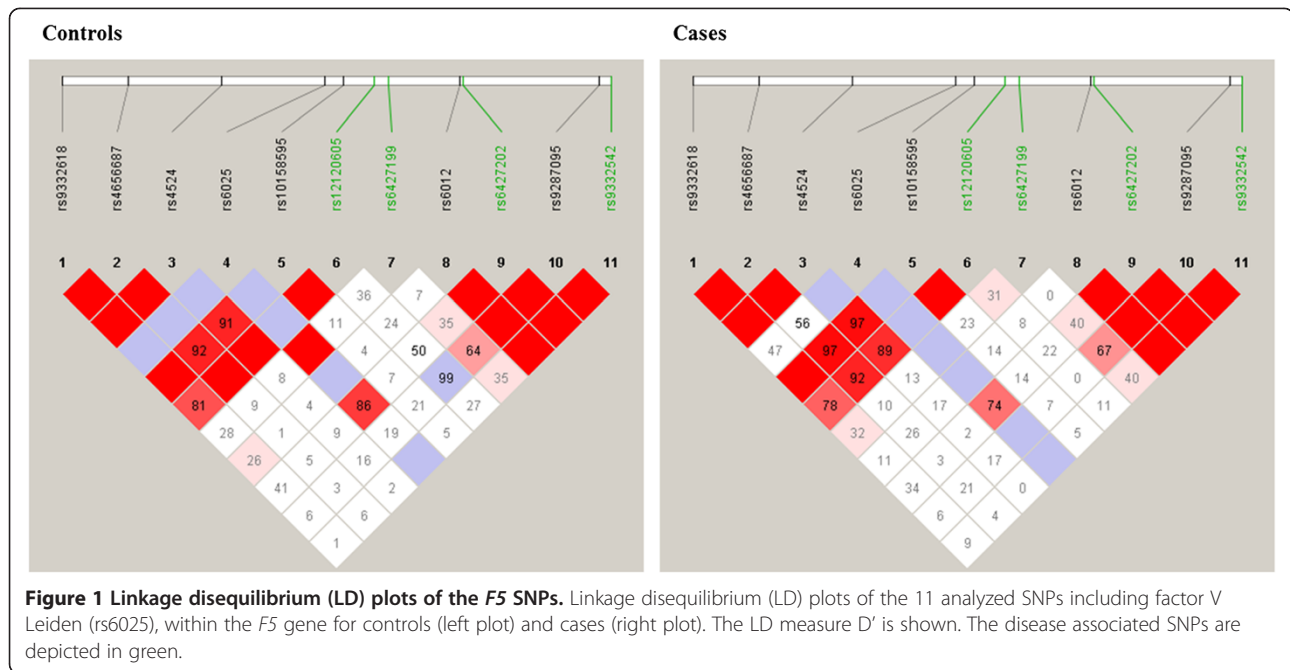 Controls
rs9332618
rs4656687
rs4524
rs6025
rs10158595
rs12120605
rs6427199
rs6012
rs6427202
rs9287095
rs9332542
1 2 3 4 5 6 7 8 9 10 11
36 7
91 11 24 35
92 4 50 64
8 7 99 35
81 9 4 86 21 27
28 1 9 19 5
26 5 16
41 3 2
6 6
1
Cases
rs9332618
rs4656687
rs4524
rs6025
rs10158595
rs12120605
rs6427199
rs6012
rs6427202
rs9287095
rs9332542
1 2 3 4 5 6 7 8 9 10 11
31 0
56 97 23 8 40
47 97 89 14 22 67
92 13 14 0 40
78 10 17 74 7 11
32 26 2 5
11 3 17
34 21 0
6 4
9
Figure 1 Linkage disequilibrium (LD) plots of the F5 SNPs. Linkage disequilibrium (LD) plots of the 11 analyzed SNPs including factor V
Leiden (rs6025), within the F5 gene for controls (left plot) and cases (right plot). The LD measure D’ is shown. The disease associated SNPs are
depicted in green.